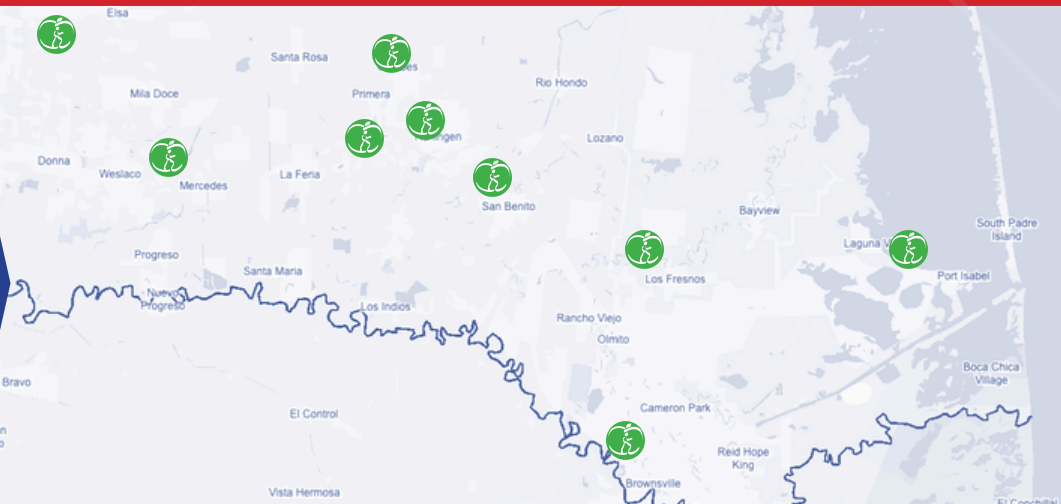 Elsa
Santa Rosa
Mila Doce
Primera
Rio Hondo
Lozano
Donna
Weslaco
Mercedes
La Feria
San Benito
Bayview
South Padre
Island
Laguna V
Port Isabel
Los Fresnos
Progreso
Santa Maria
Nuevo
Progreso
Los Indios
Rancho Viejo
Olmito
Boca Chica
Village
Bravo
El Control
Cameron Park
Reid Hope
King
Brownsville
Vista Hermosa